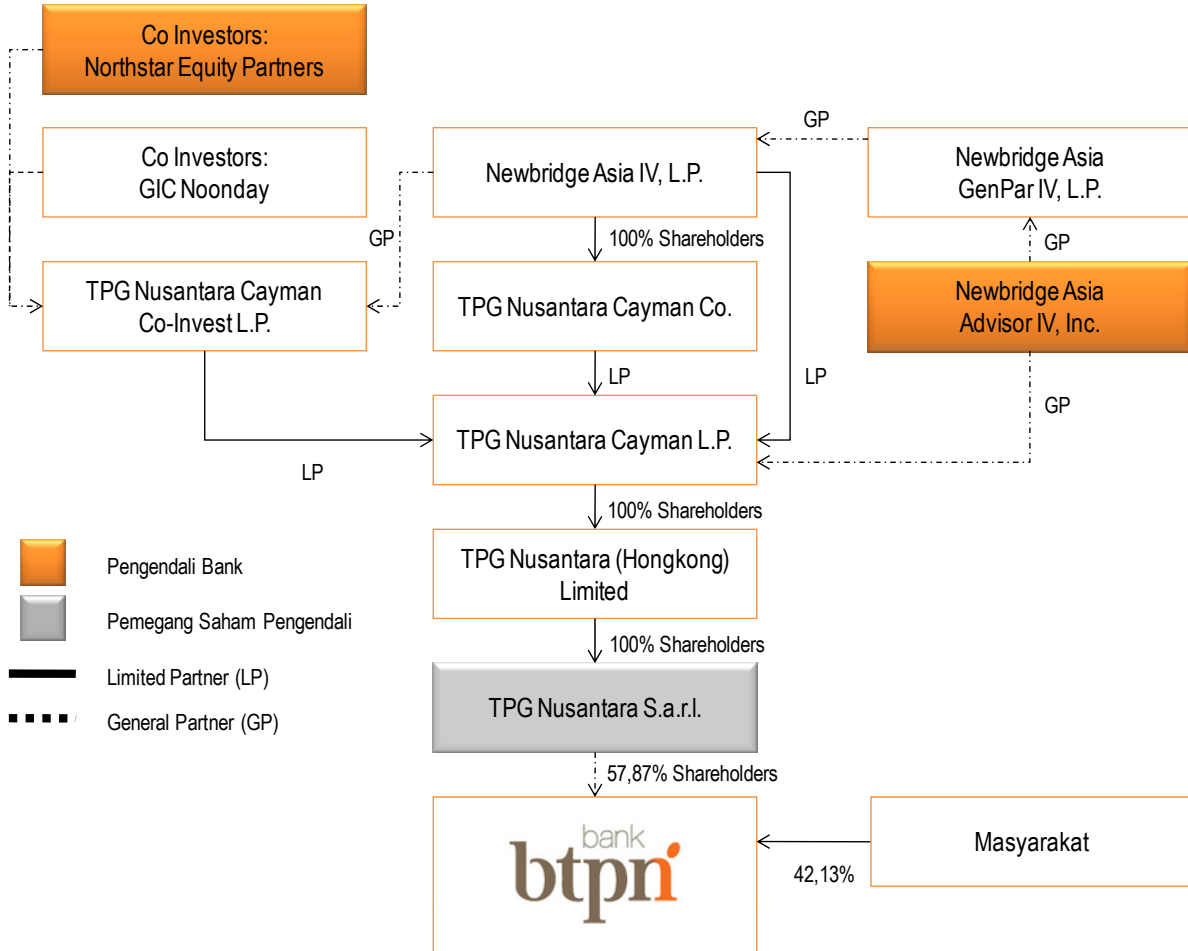 Co Investors:
Northstar Equity Partners
GP
Co Investors:
GIC Noonday
Newbridge Asia IV, L.P.
Newbridge Asia
GenPar IV, L.P.
GP
100% Shareholders
GP
TPG Nusantara Cayman
Co-Invest L.P.
TPG Nusantara Cayman Co.
Newbridge Asia
Advisor IV, Inc.
LP
LP
GP
TPG Nusantara Cayman L.P.
LP
100% Shareholders
TPG Nusantara (Hongkong)
Limited
Pengendali Bank
Pemegang Saham Pengendali
Limited Partner (LP)
General Partner (GP)
100% Shareholders
TPG Nusantara S.a.r.l.
57,87% Shareholders
bank
btpn
Masyarakat
42,13%